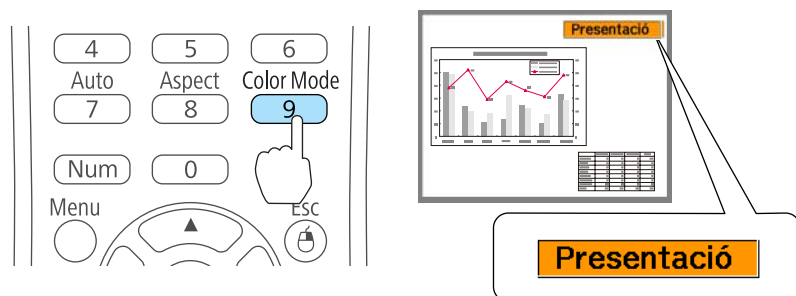 4 5 6
Auto Aspect Color Mode
7 8 9
Num 0
Menu Esc
Presentació
Presentació